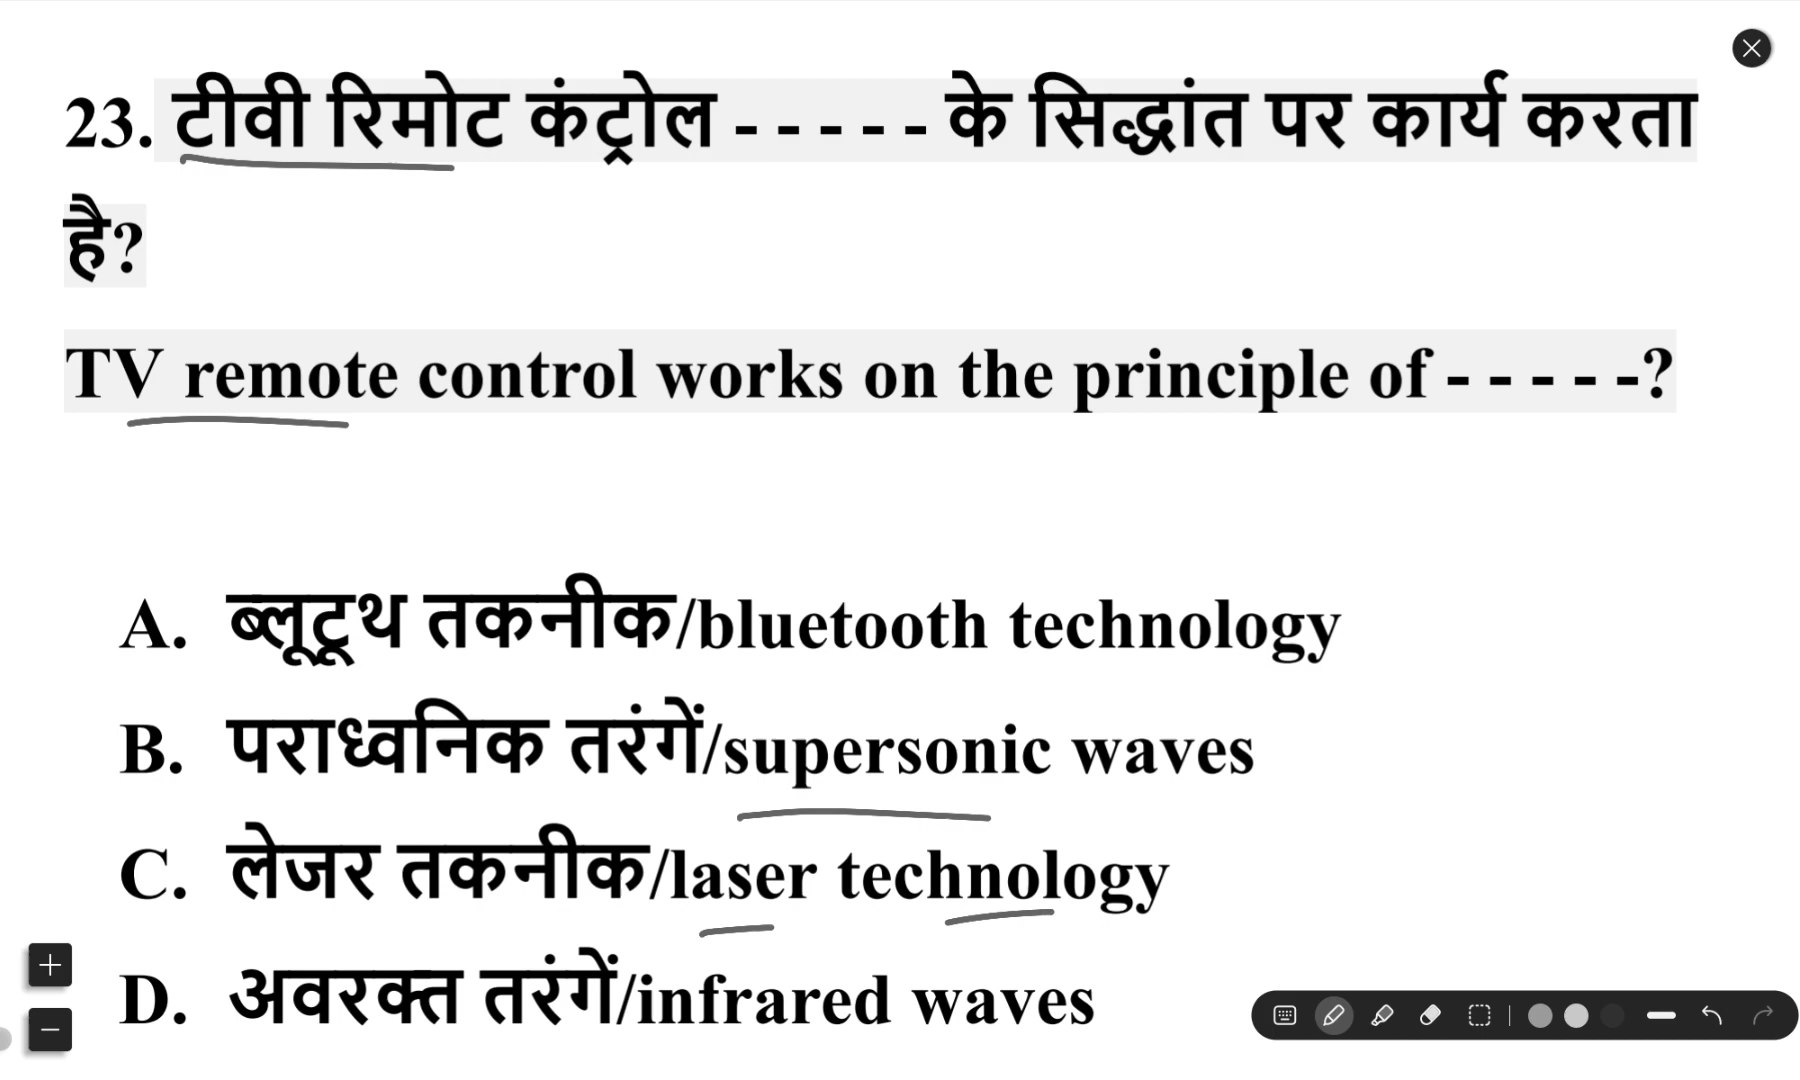 23. टीवी रिमोट कंट्रोल - - - - - के सिद्धांत पर कार्य करता
है?
TV remote control works on the principle of - - - - -?
A. ब्लूटूथ तकनीक/bluetooth technology
B. पराध्वनिक तरंगें/supersonic waves
C. लेजर तकनीक/laser technology
D. अवरक्त तरंगें/infrared waves